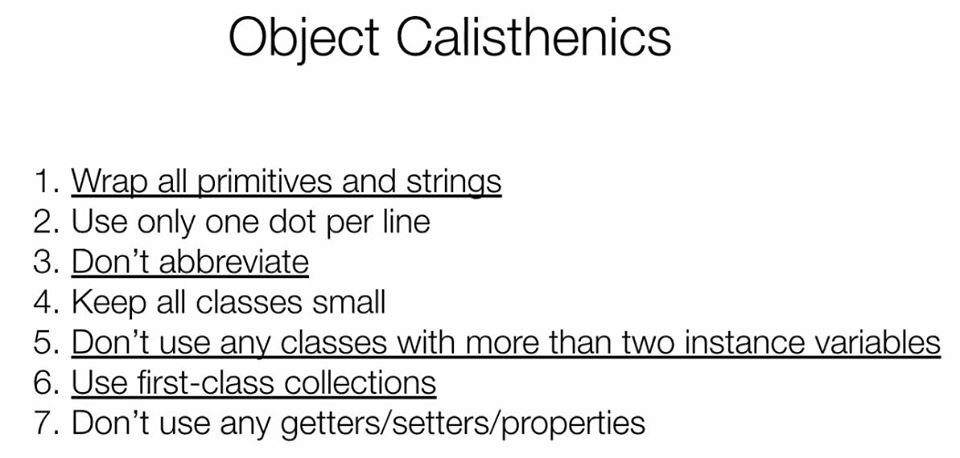 Object Calisthenics
1. Wrap all primitives and strings
2. Use only one dot per line
3. Don’t abbreviate
4. Keep all classes small
5. Don’t use any classes with more than two instance variables
6. Use first-class collections
7. Don’t use any getters/setters/properties